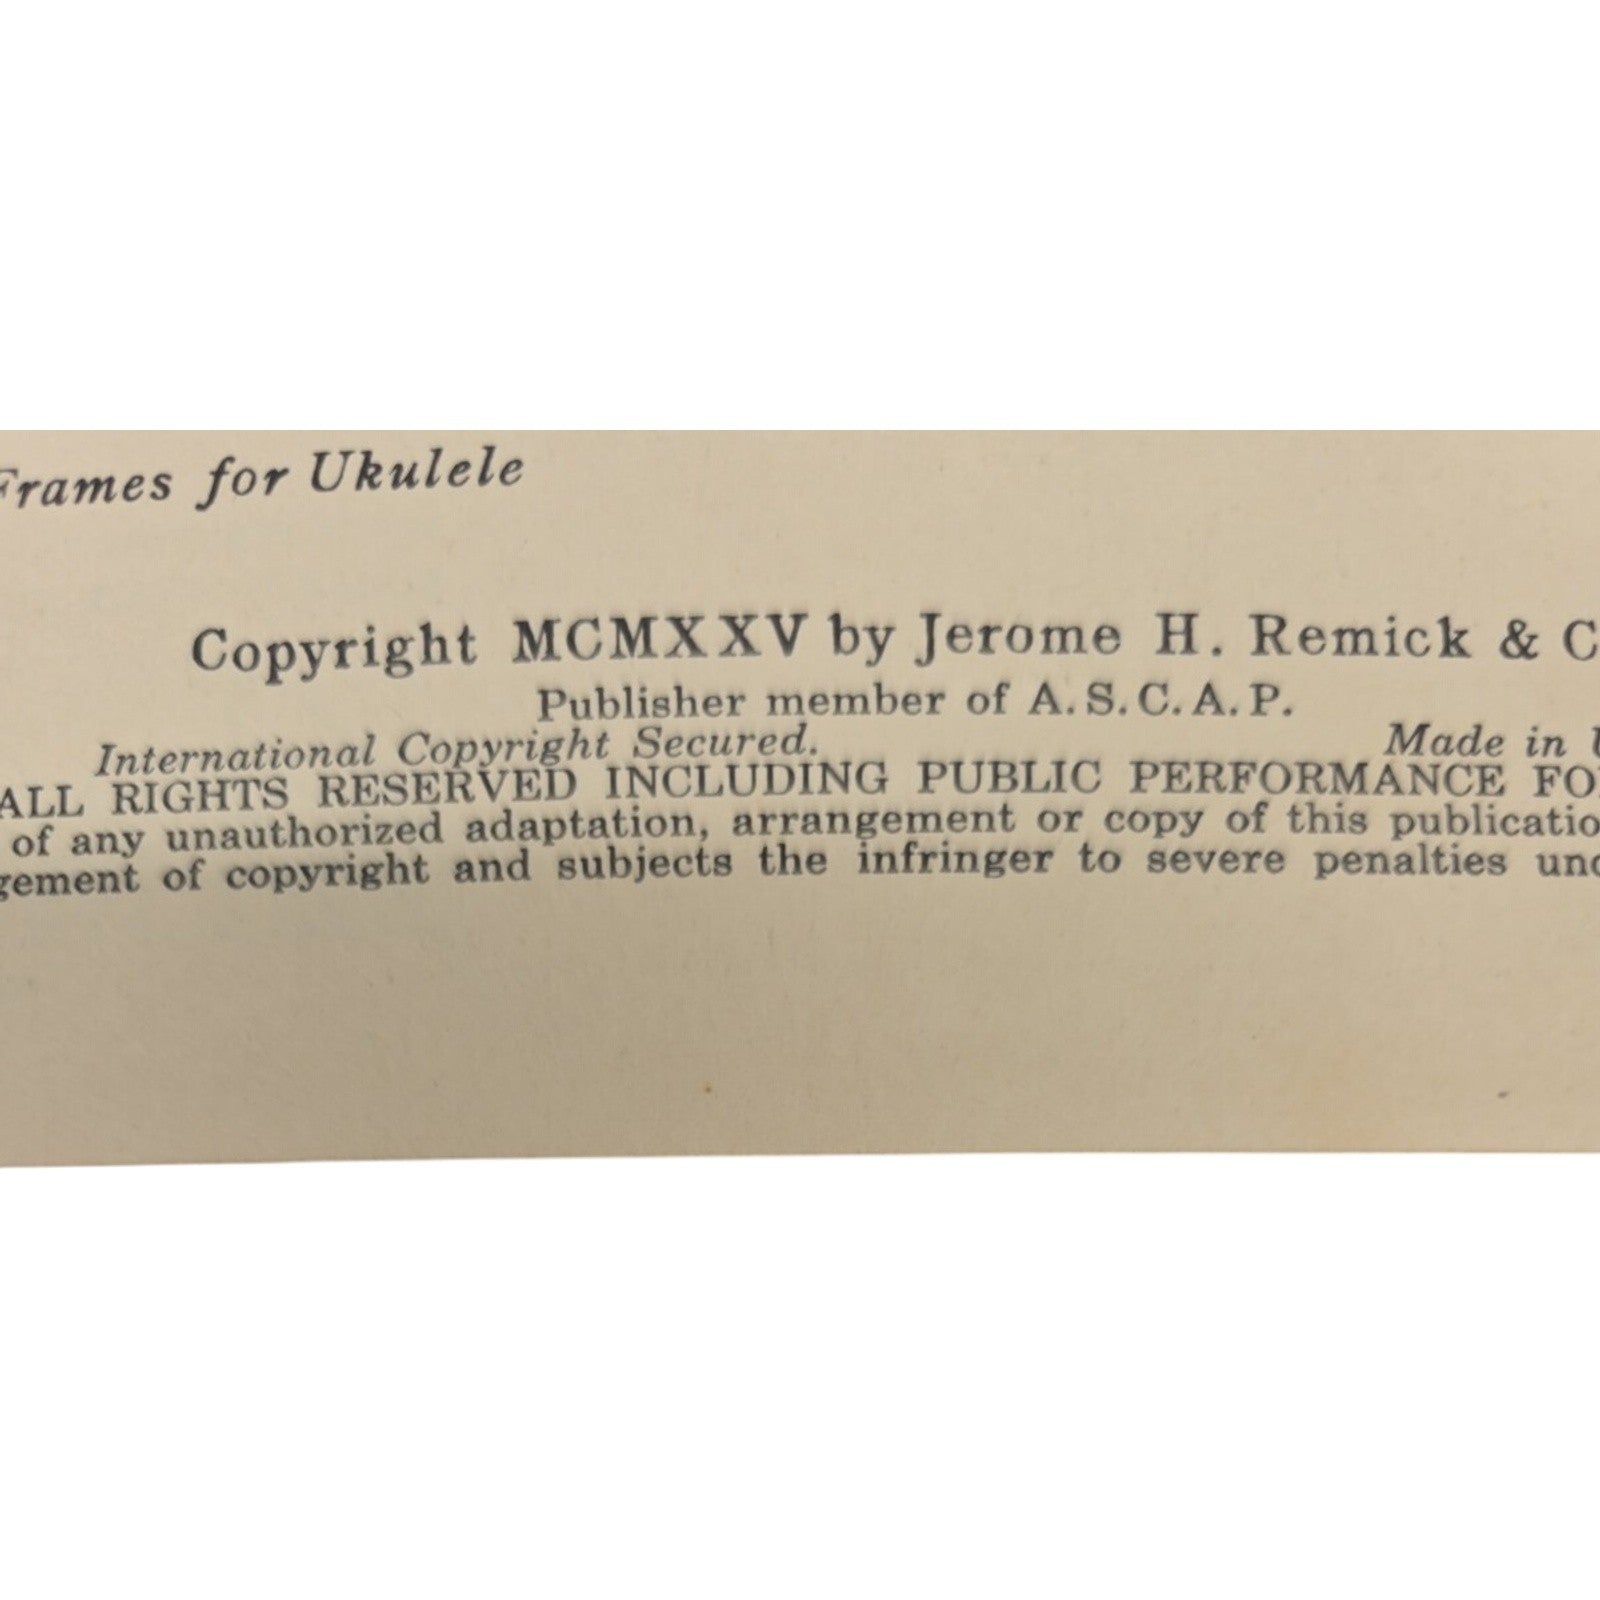 Frames for Ukulele
Copyright MCMXXV by Jerome H. Remick & C
Publisher member of A.S.C.A.P.
International Copyright Secured. Made in U
ALL RIGHTS RESERVED INCLUDING PUBLIC PERFORMANCE FO
of any unauthorized adaptation, arrangement or copy of this publicatio
gement of copyright and subjects the infringer to severe penalties und